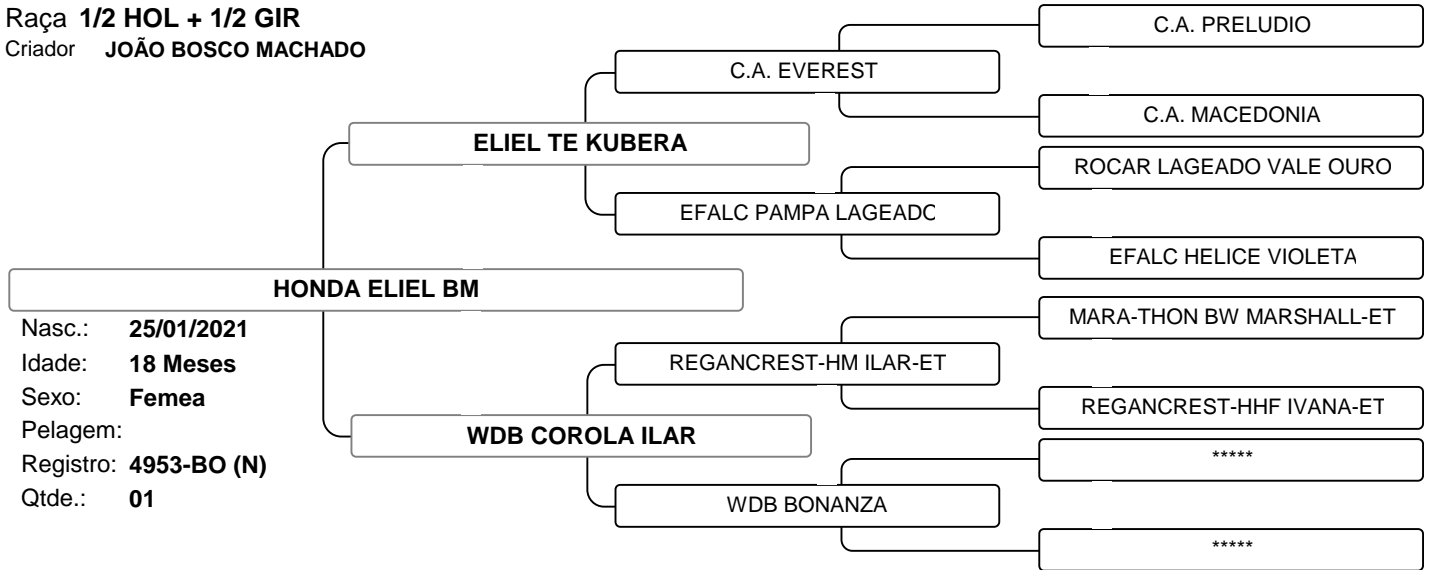 Raça 1/2 HOL + 1/2 GIR
Criador JOÃO BOSCO MACHADO
C.A. PRELUDIO
C.A. EVEREST
C.A. MACEDONIA
ELIEL TE KUBERA
ROCAR LAGEADO VALE OURO
EFALC PAMPA LAGEADO
EFALC HELICE VIOLETA
HONDA ELIEL BM
MARA-THON BW MARSHALL-ET
REGANCREST-HM ILAR-ET
REGANCREST-HHF IVANA-ET
WDB COROLA ILAR
*****
WDB BONANZA
*****
Nasc.: 25/01/2021
Idade: 18 Meses
Sexo: Femea
Pelagem:
Registro: 4953-BO (N)
Qtde.: 01